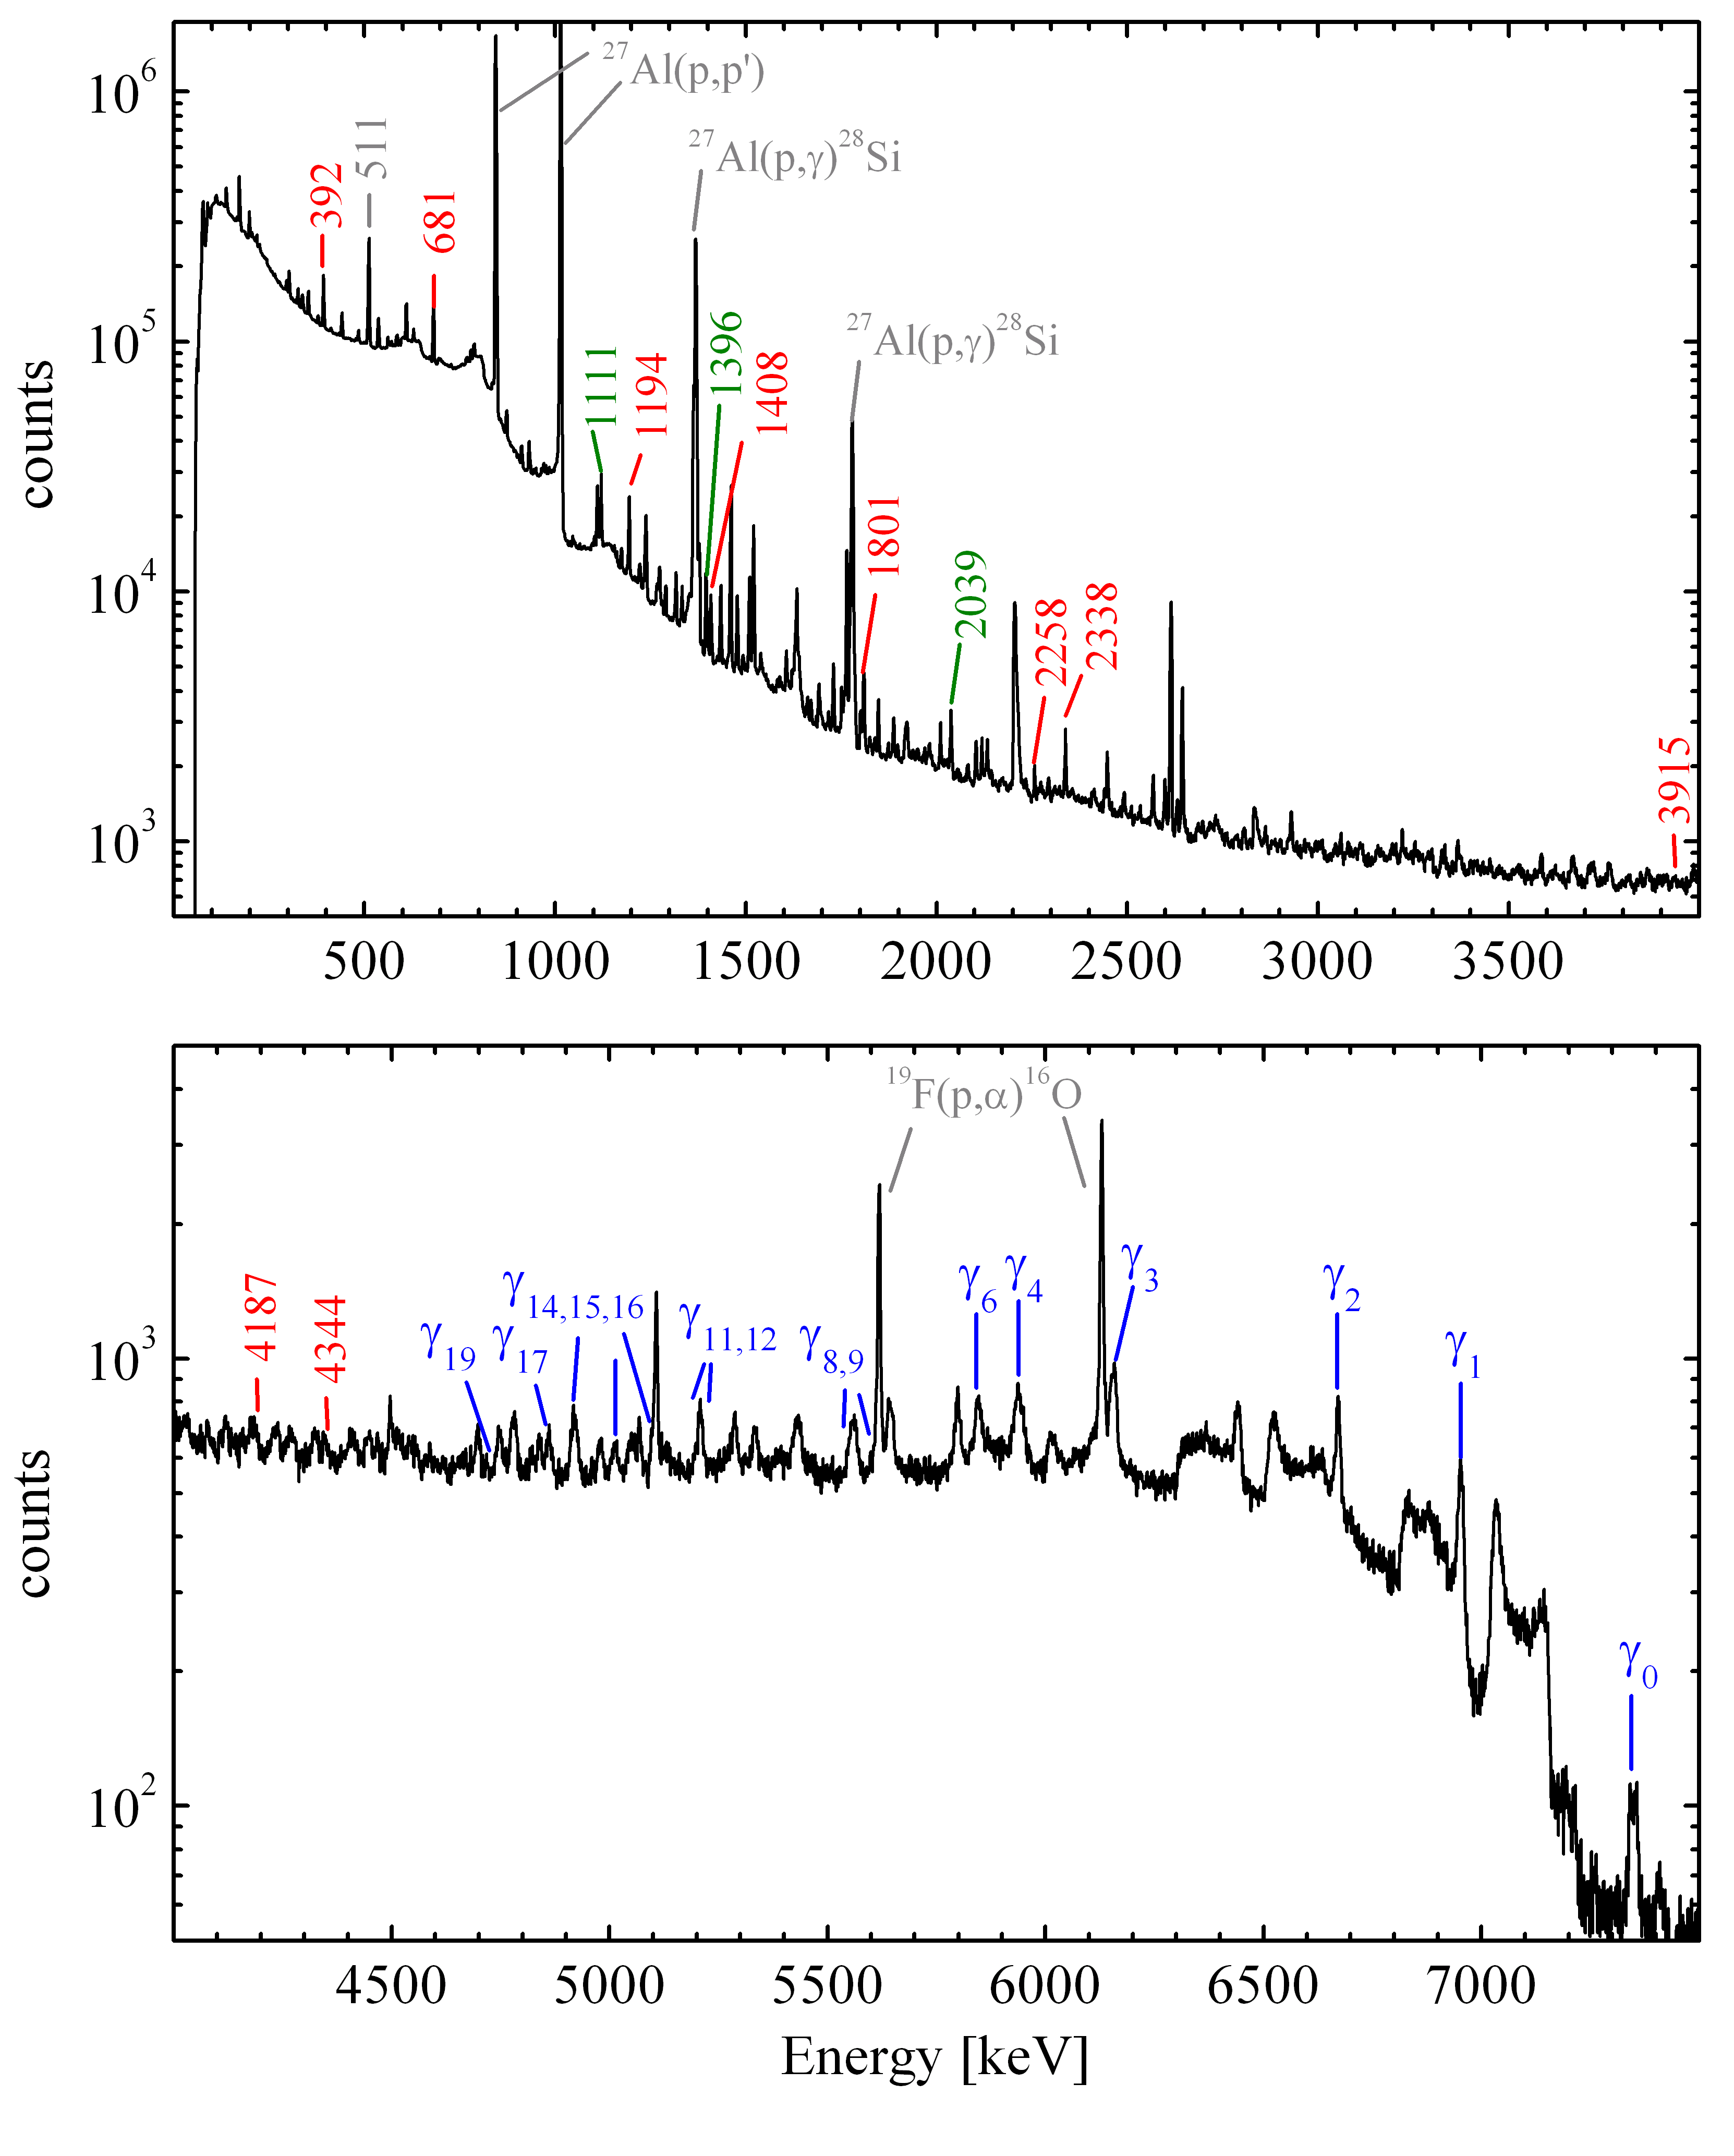 27Al(p,p')
10^6
511
27Al(p,γ)28Si
392
681
27Al(p,γ)28Si
10^5
1396
1111
1194
1408
counts
1801
10^4
2039
2258
2338
3915
10^3
500 1000 1500 2000 2500 3000 3500
19F(p,α)16O
γ3
γ6 γ4 γ2
4187
4344
γ14,15,16
γ11,12
γ19 γ17 γ8,9
γ1
10^3
counts
γ0
10^2
4500 5000 5500 6000 6500 7000
Energy [keV]